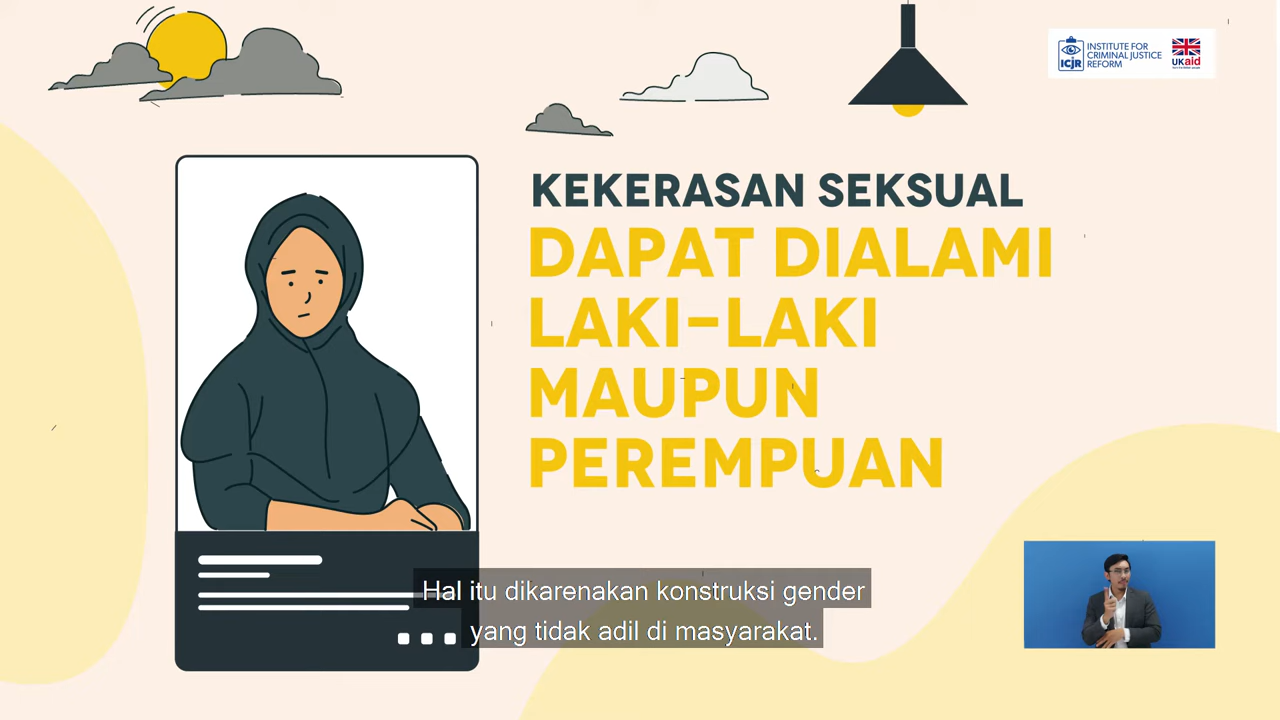 ICJR
INSTITUTE FOR
CRIMINAL JUSTICE
REFORM
UKaid
KEKERASAN SEKSUAL
DAPAT DIALAMI
LAKI-LAKI
MAUPUN
PEREMPUAN
Hal itu dikarenakan konstruksi gender
yang tidak adil di masyarakat.